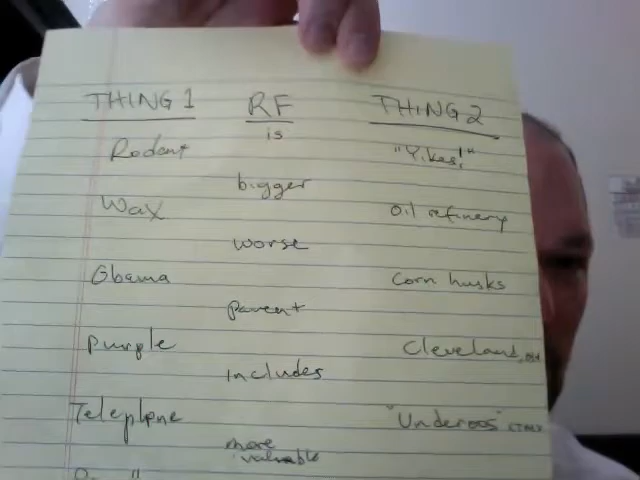 THING 1 RF THING 2
is
Rodent "Yikes!"
bigger
Wax Oil refinery
worse
Obama corn husks
parent
Purple Cleveland, OH
includes
Telephone "Underoos"
more
valuable